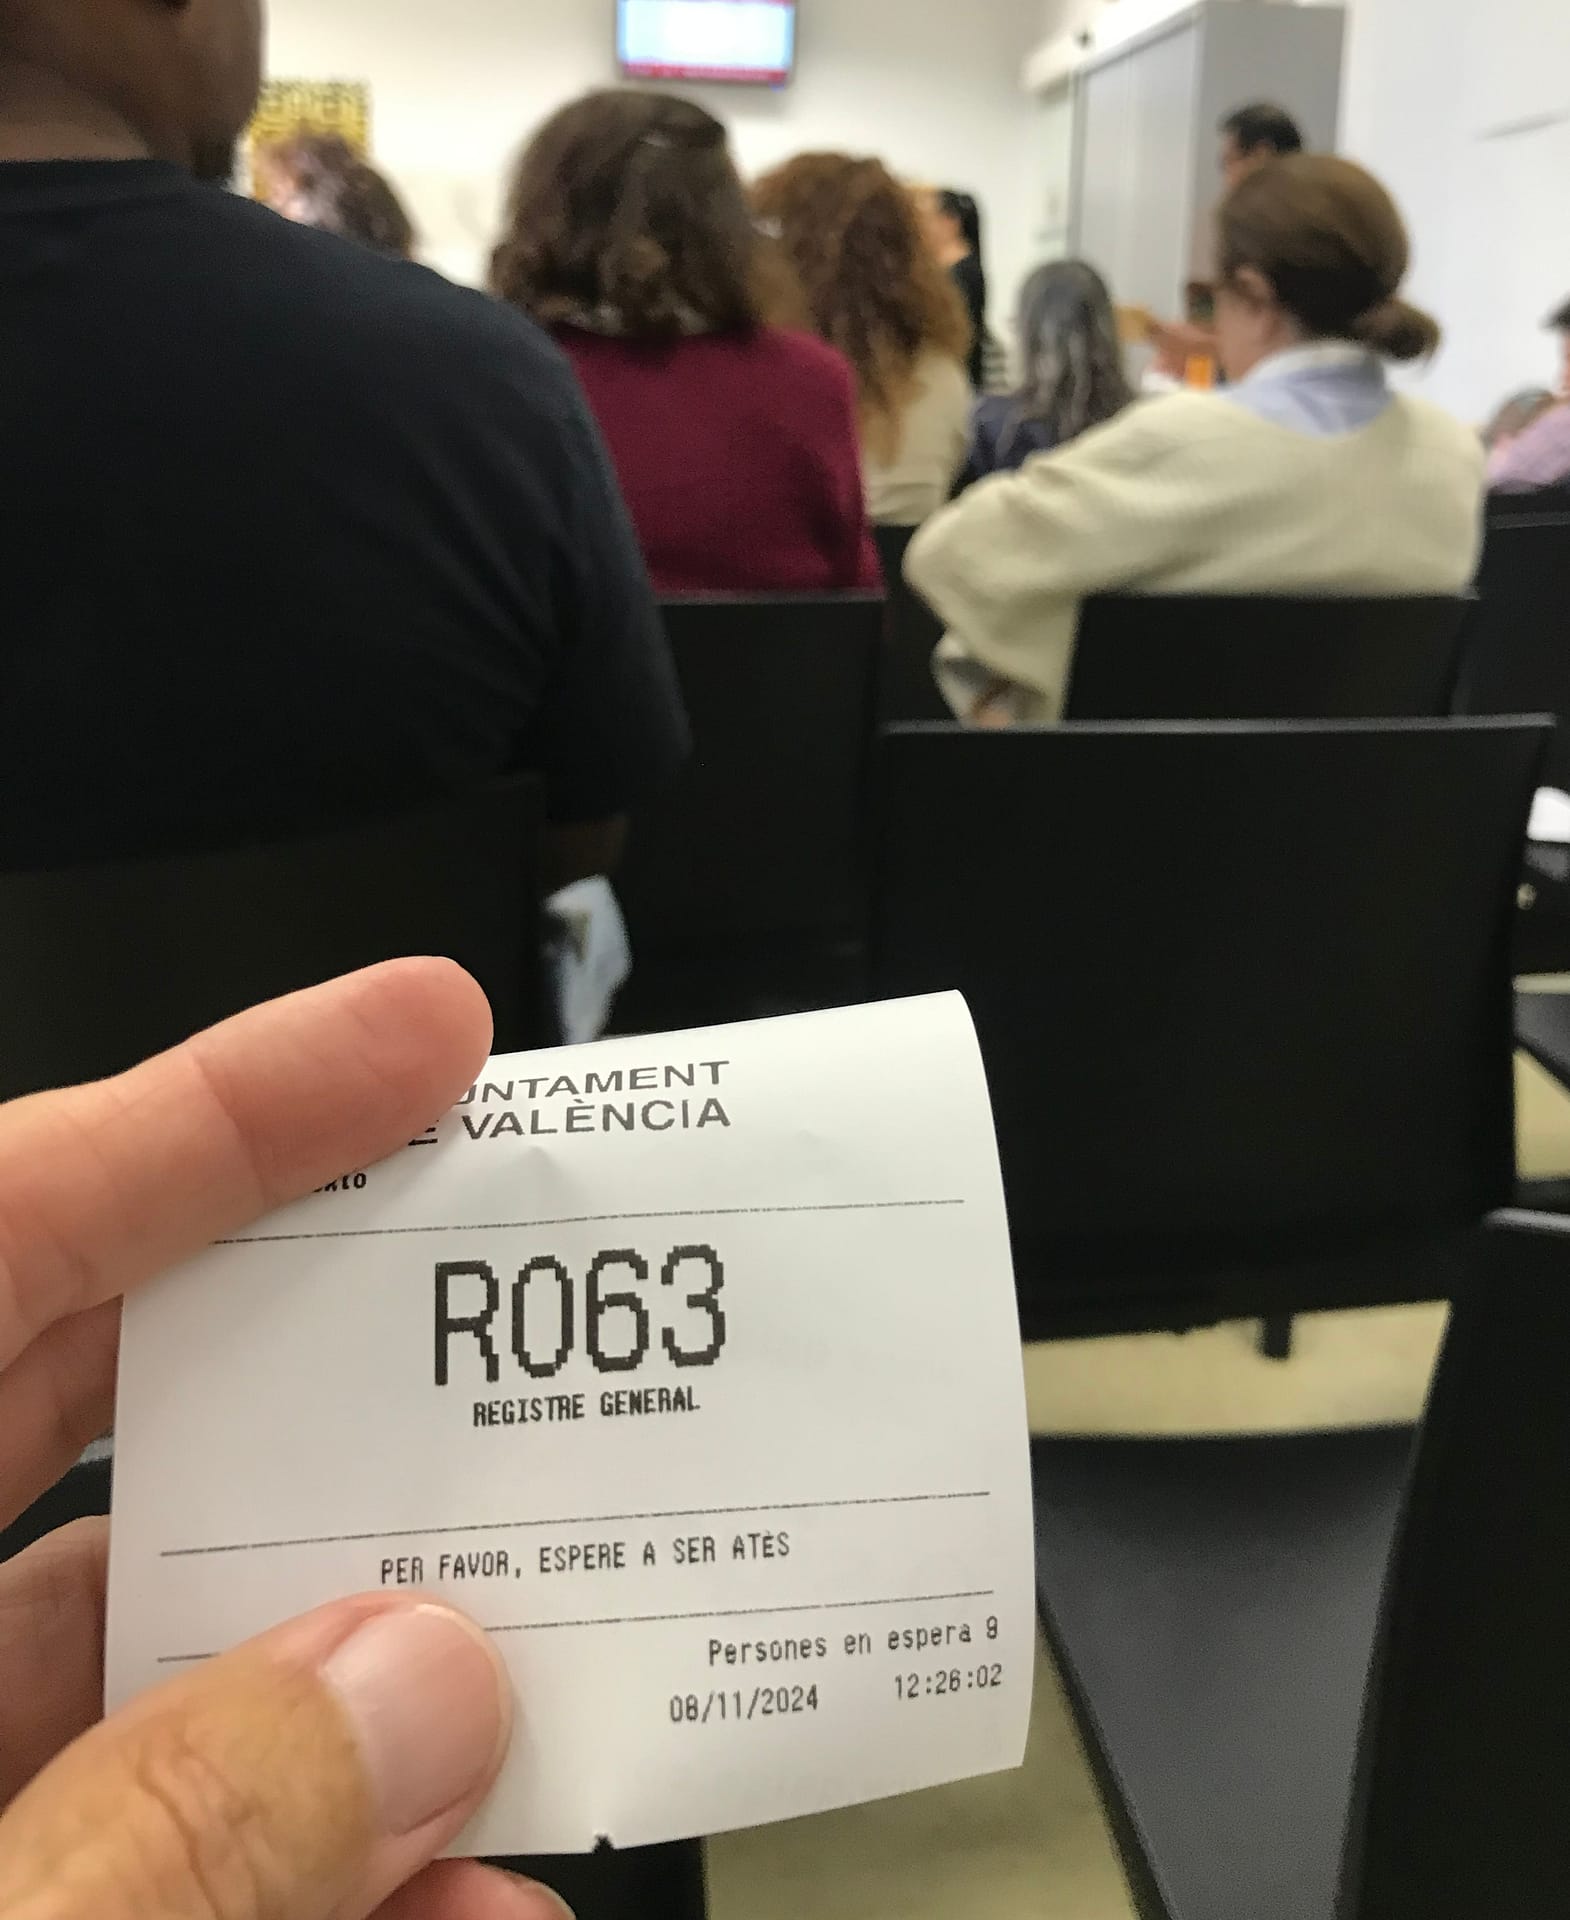 UNTAMENT
E VALÈNCIA
R063
REGISTRE GENERAL
PER FAVOR, ESPERE A SER ATÈS
Persones en espera 9
08/11/2024 12:26:02